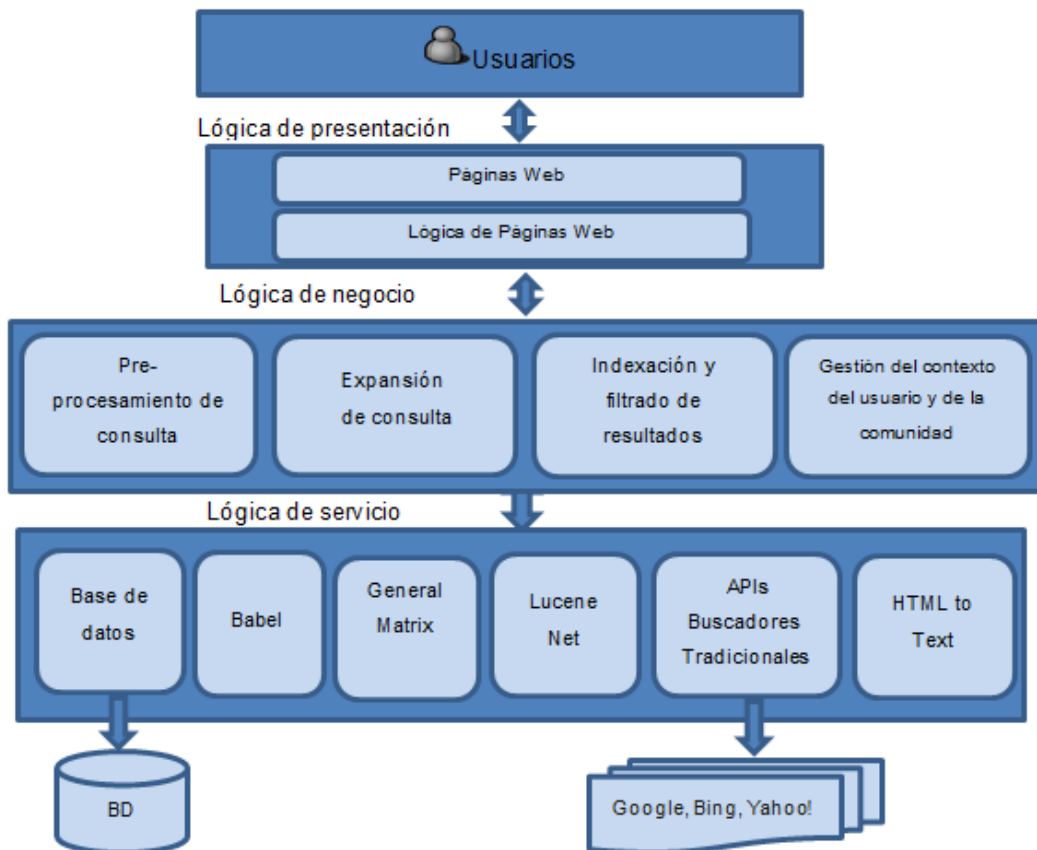 Usuarios
Lógica de presentación
Páginas Web
Lógica de Páginas Web
Lógica de negocio
Pre-
procesamiento de
consulta
Expansión
de consulta
Indexación y
filtrado de
resultados
Gestión del contexto
del usuario y de la
comunidad
Lógica de servicio
Base de
datos
Babel
General
Matrix
Lucene
Net
APIs
Buscadores
Tradicionales
HTML to
Text
BD
Google, Bing, Yahoo!